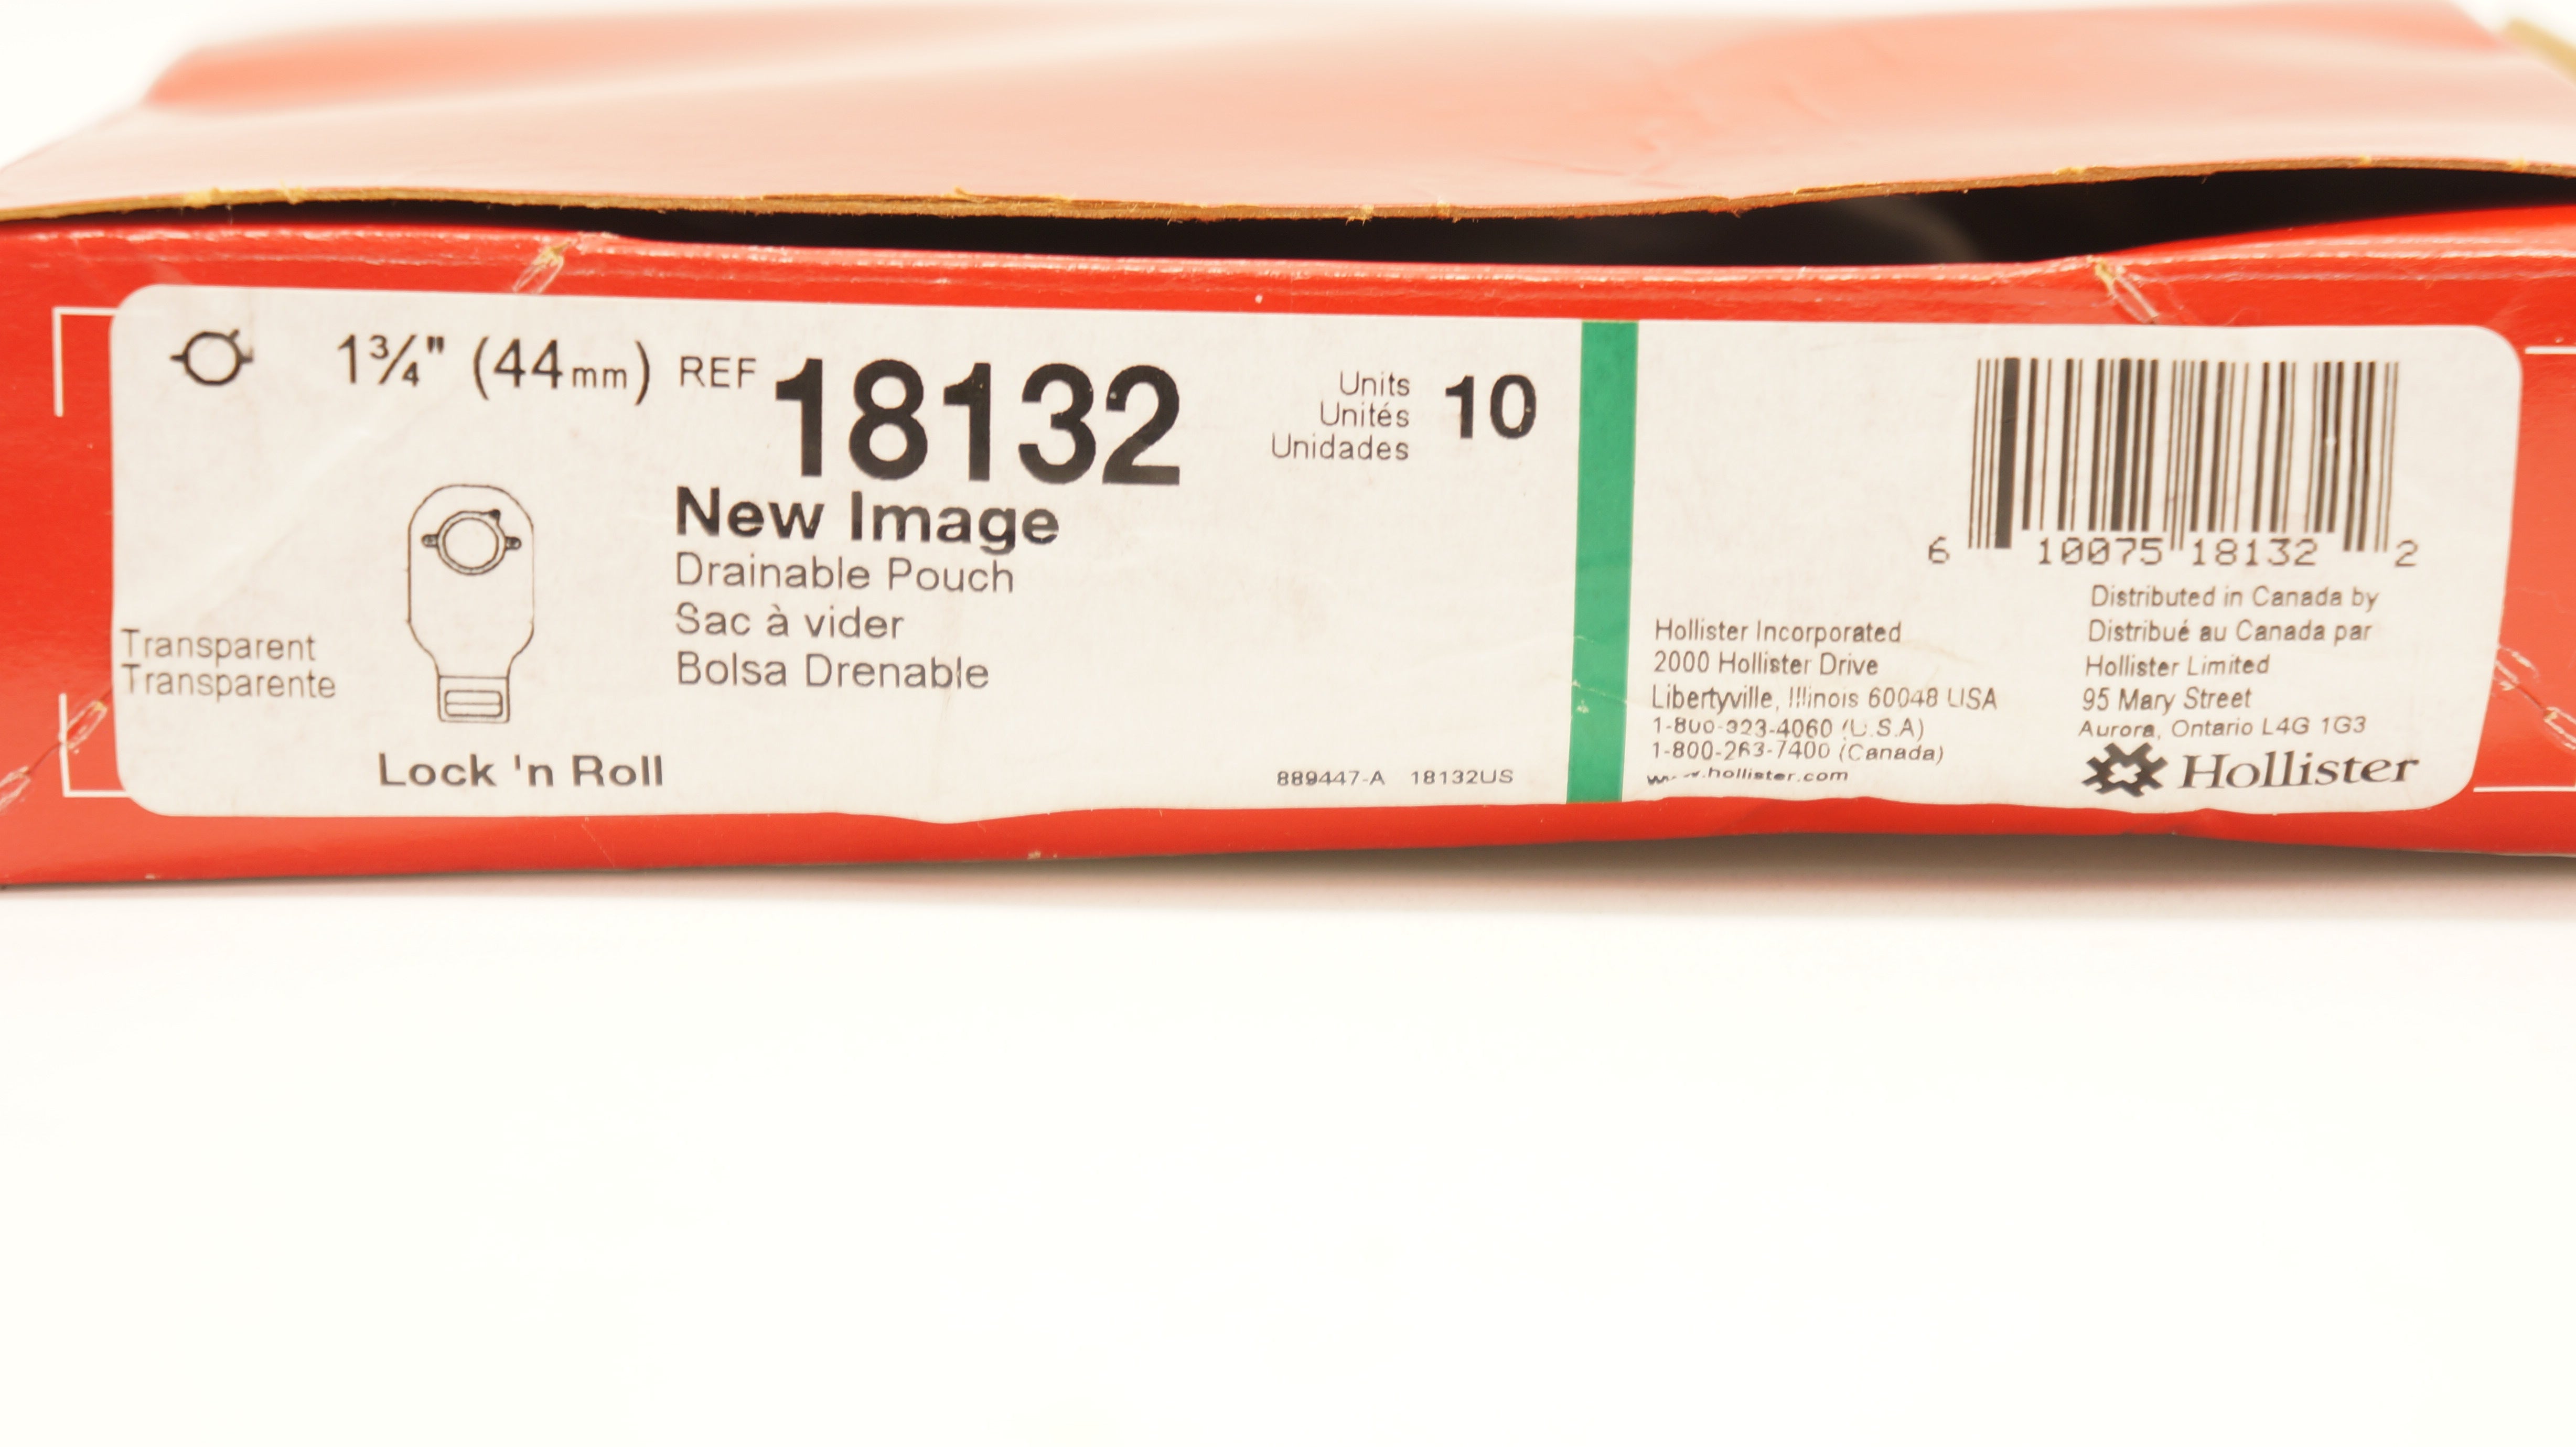 1¾" (44mm) REF 18132
Units
Unités
Unidades
10
New Image
Drainable Pouch
Sac à vider
Bolsa Drenable
Transparent
Transparente
Lock 'n Roll
889447-A 18132US
6 10075 18132 2
Hollister Incorporated
2000 Hollister Drive
Libertyville, Illinois 60048 USA
1-800-323-4060 (U.S.A)
1-800-263-7400 (Canada)
www.hollister.com
Distributed in Canada by
Distribué au Canada par
Hollister Limited
95 Mary Street
Aurora, Ontario L4G 1G3
Hollister